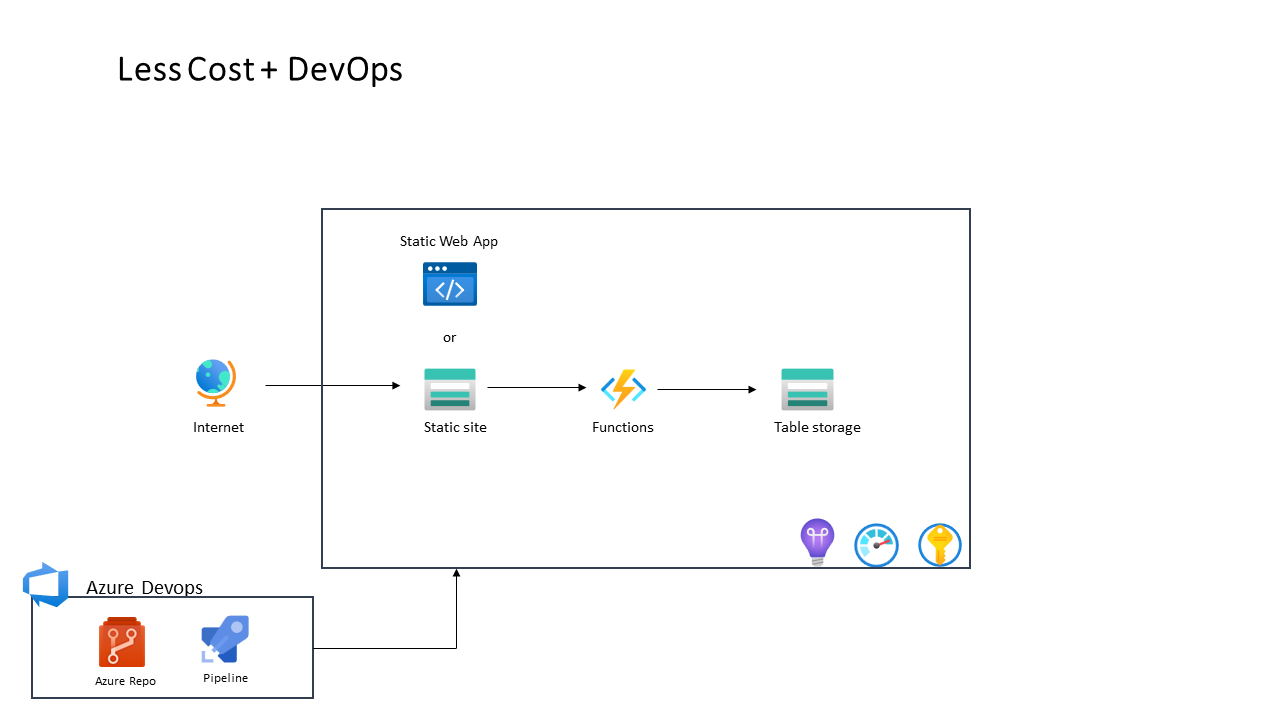 Less Cost + DevOps
Static Web App
or
Internet
Static site
Functions
Table storage
Azure Devops
Azure Repo
Pipeline